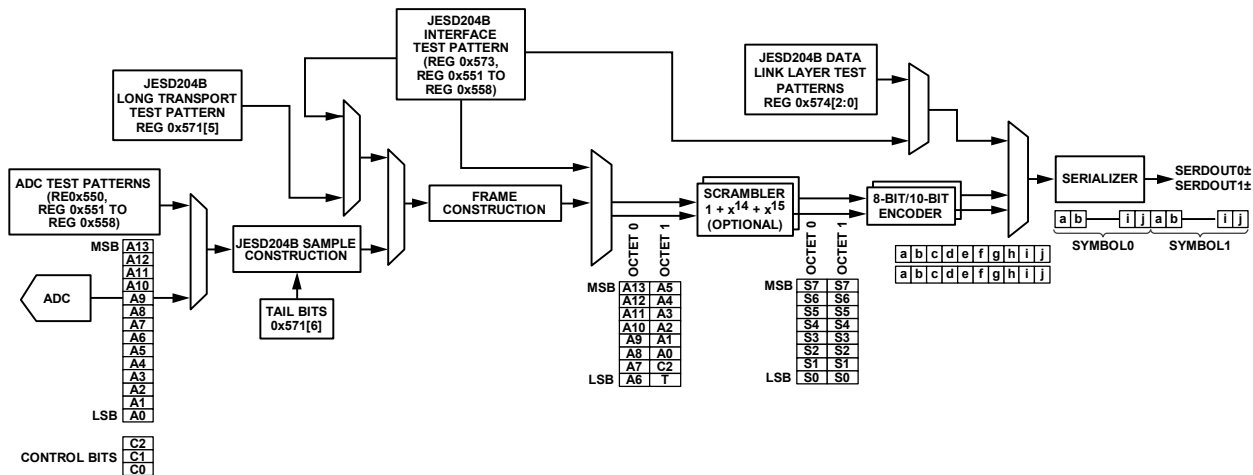 JESD204B
INTERFACE
TEST PATTERN
(REG 0x573,
REG 0x551 TO
REG 0x558)
JESD204B
LONG TRANSPORT
TEST PATTERN
REG 0x571[5]
JESD204B DATA
LINK LAYER TEST
PATTERNS
REG 0x574[2:0]
ADC TEST PATTERNS
(RE0x550,
REG 0x551 TO
REG 0x558)
ADC
MSB
A13
A12
A11
A10
A9
A8
A7
A6
A5
A4
A3
A2
A1
LSB A0
CONTROL BITS
C2
C1
C0
JESD204B SAMPLE
CONSTRUCTION
TAIL BITS
0x571[6]
FRAME
CONSTRUCTION
OCTET 0
OCTET 1
MSB A13 A5
A12 A4
A11 A3
A10 A2
A9 A1
A8 A0
A7 C2
LSB A6 T
SCRAMBLER
1 + x14 + x15
(OPTIONAL)
OCTET 0
OCTET 1
MSB S7 S7
S6 S6
S5 S5
S4 S4
S3 S3
S2 S2
S1 S1
LSB S0 S0
8-BIT/10-BIT
ENCODER
a b c d e f g h i j
a b c d e f g h i j
SERIALIZER
SERDOUT0±
SERDOUT1±
a b i j a b i j
SYMBOL0 SYMBOL1